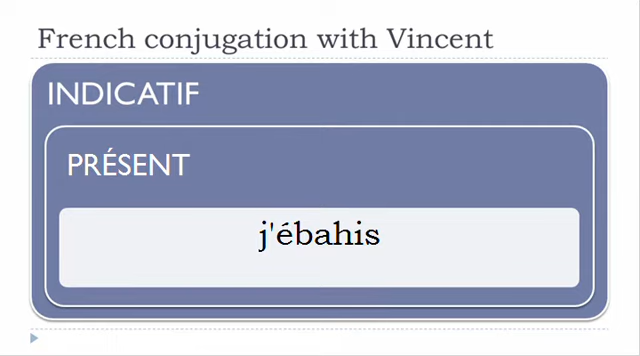 French conjugation with Vincent
INDICATIF
PRÉSENT
j'ébahis